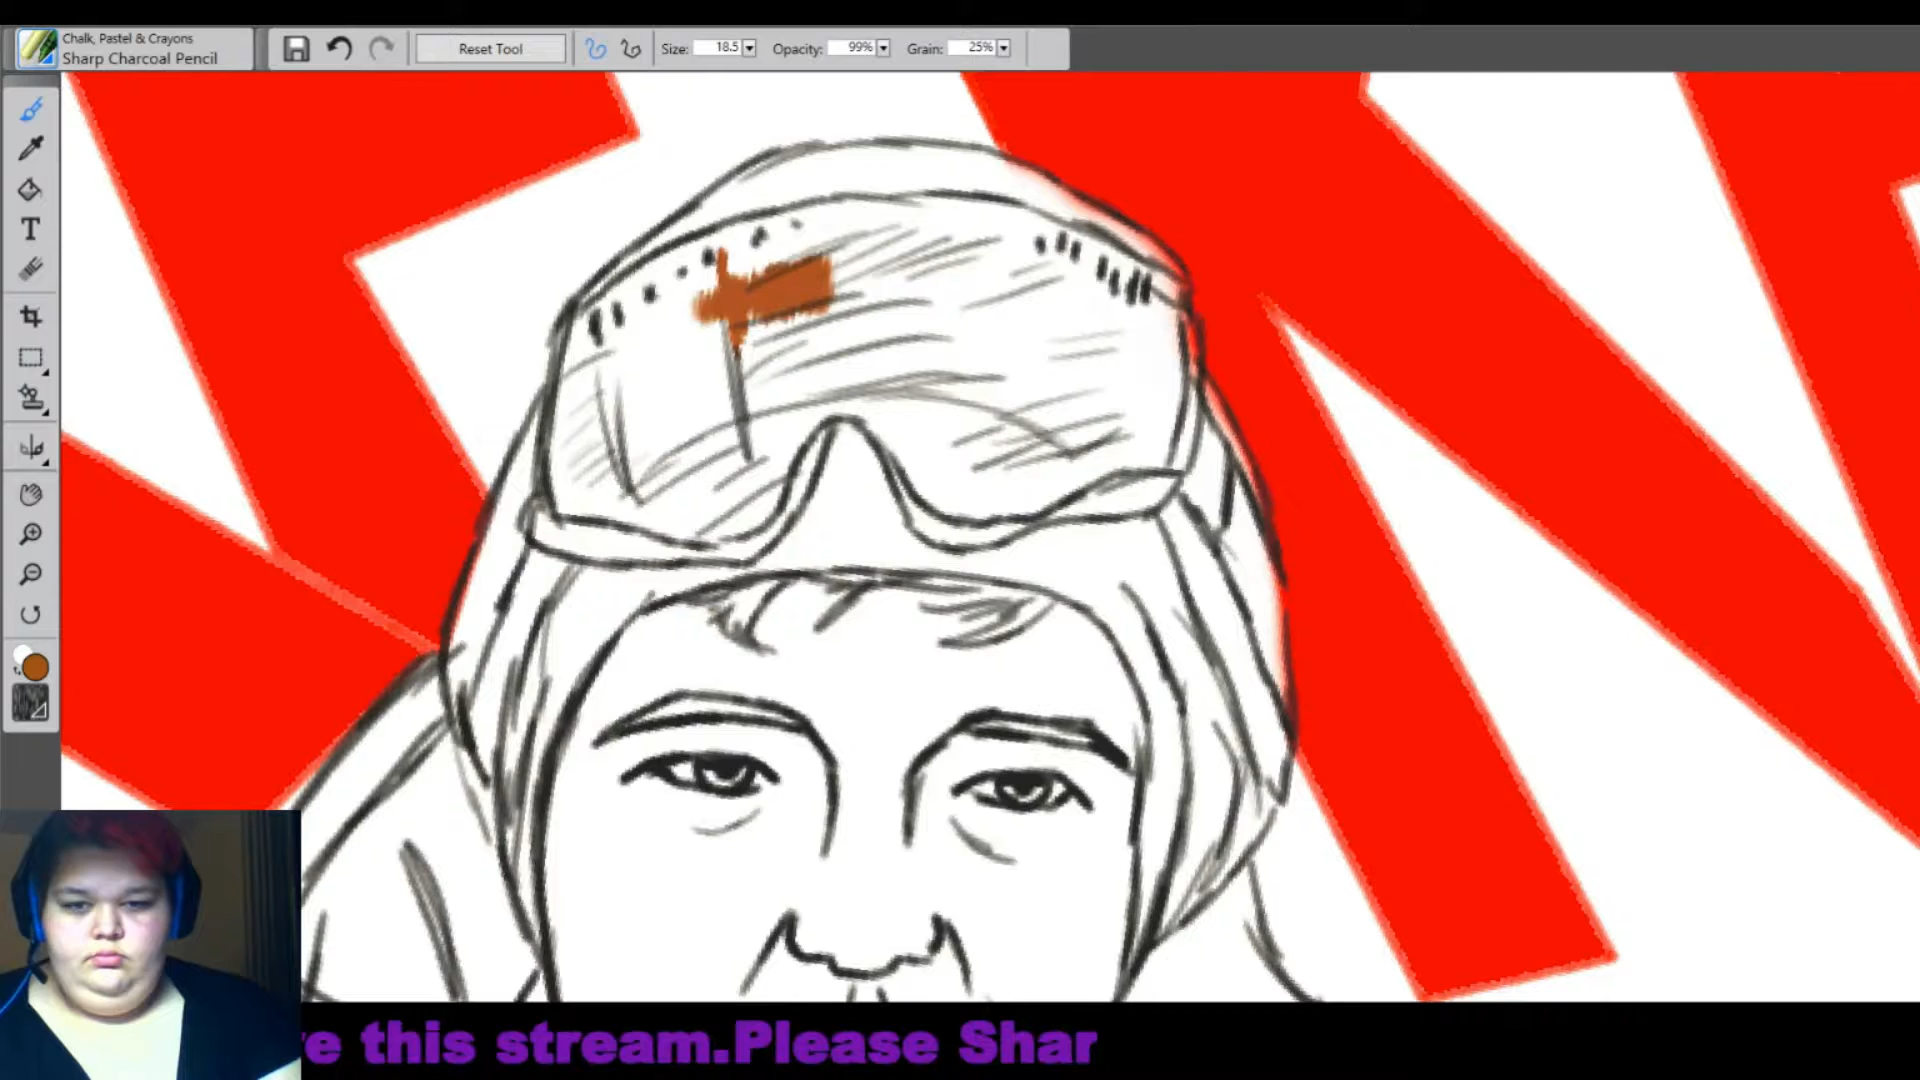 Chalk, Pastel & Crayons
Sharp Charcoal Pencil
Reset Tool
Size: 18.5
Opacity: 99%
Grain: 25%
T
e this stream.Please Shar